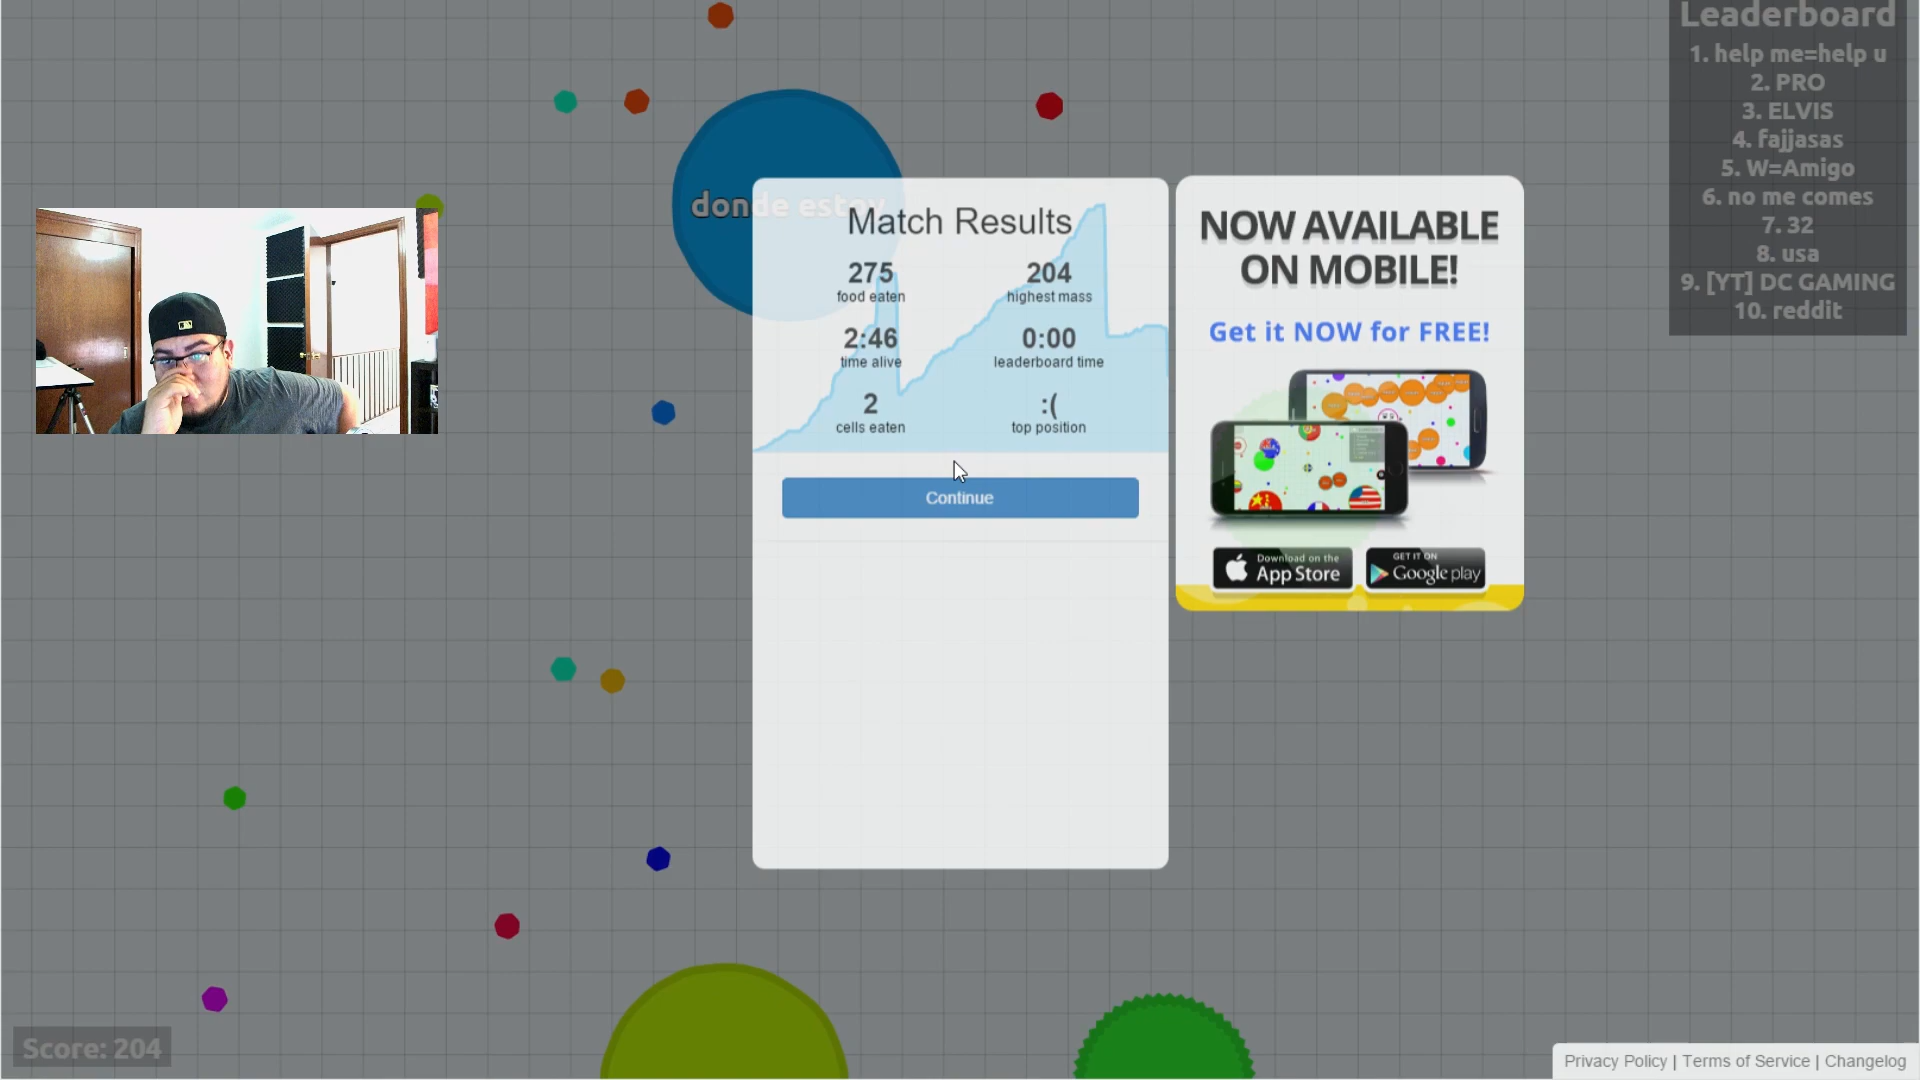 Leaderboard
1. help me=help u
2. PRO
3. ELVIS
4. fajjasas
5. W=Amigo
6. no me comes
7. 32
8. usa
9. [YT] DC GAMING
10. reddit
donde estoy
Match Results
275
food eaten
204
highest mass
2:46
time alive
0:00
leaderboard time
2
cells eaten
:(
top position
Continue
NOW AVAILABLE
ON MOBILE!
Get it NOW for FREE!
Download on the
App Store
GET IT ON
Google play
Score: 204
Privacy Policy | Terms of Service | Changelog